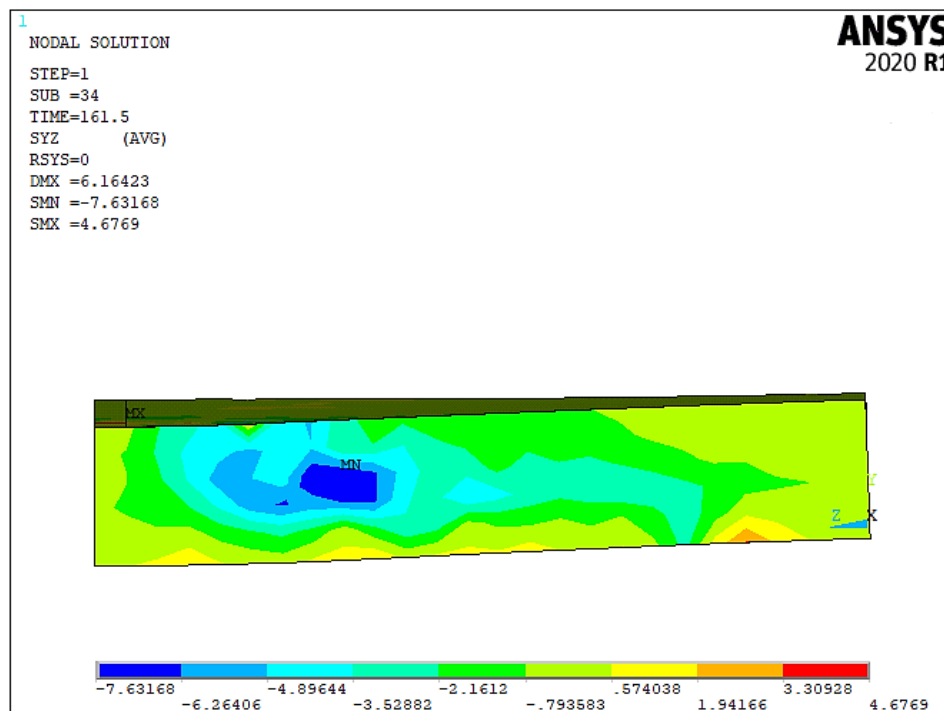 1
NODAL SOLUTION
STEP=1
SUB =34
TIME=161.5
SYZ (AVG)
RSYS=0
DMX =6.16423
SMN =-7.63168
SMX =4.6769
ANSYS
2020 R1
MX
MN
Y
Z X
-7.63168 -4.89644 -2.1612 .574038 3.30928
-6.26406 -3.52882 -.793583 1.94166 4.6769